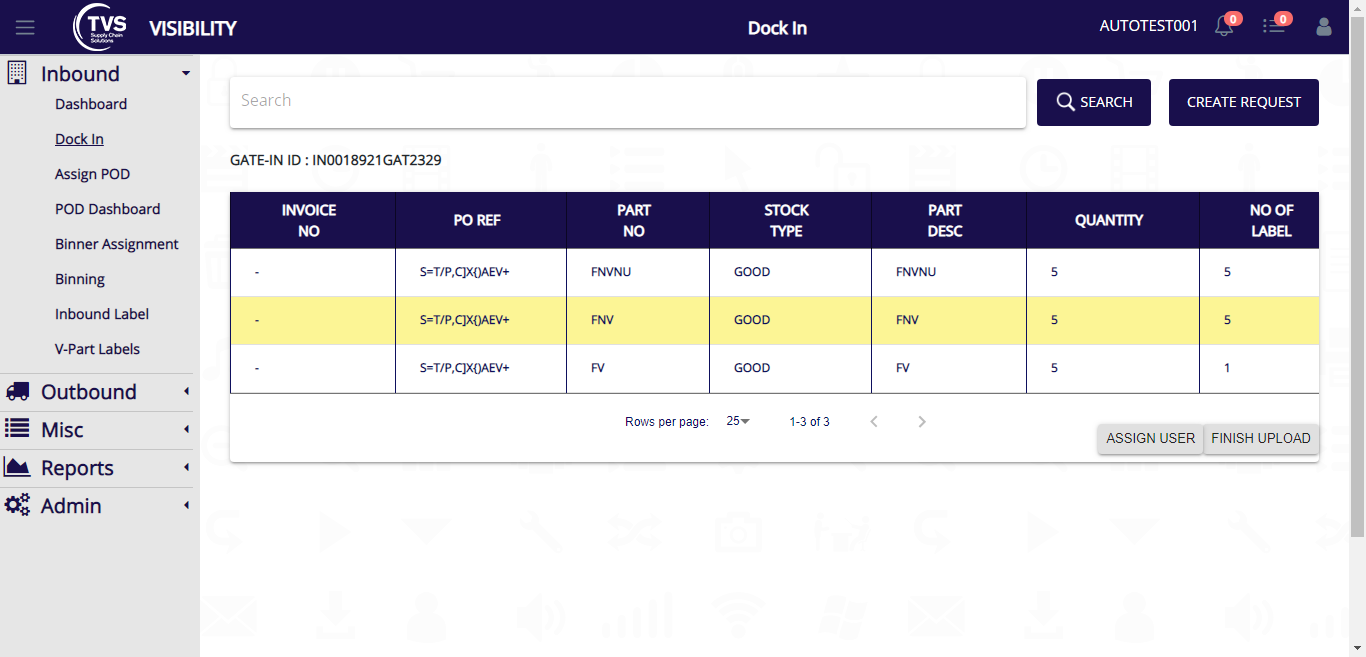 TVS
Supply Chain
Solutions
VISIBILITY
Dock In
AUTOTEST001
0
0
Inbound
Dashboard
Dock In
Assign POD
POD Dashboard
Binner Assignment
Binning
Inbound Label
V-Part Labels
Outbound
Misc
Reports
Admin
Search
SEARCH
CREATE REQUEST
GATE-IN ID : IN0018921GAT2329
INVOICE NO PO REF PART NO STOCK TYPE PART DESC QUANTITY NO OF LABEL
- S=T/P,C]X{)AEV+ FNVNU GOOD FNVNU 5 5
- S=T/P,C]X{)AEV+ FNV GOOD FNV 5 5
- S=T/P,C]X{)AEV+ FV GOOD FV 5 1
Rows per page: 25 1-3 of 3
ASSIGN USER FINISH UPLOAD